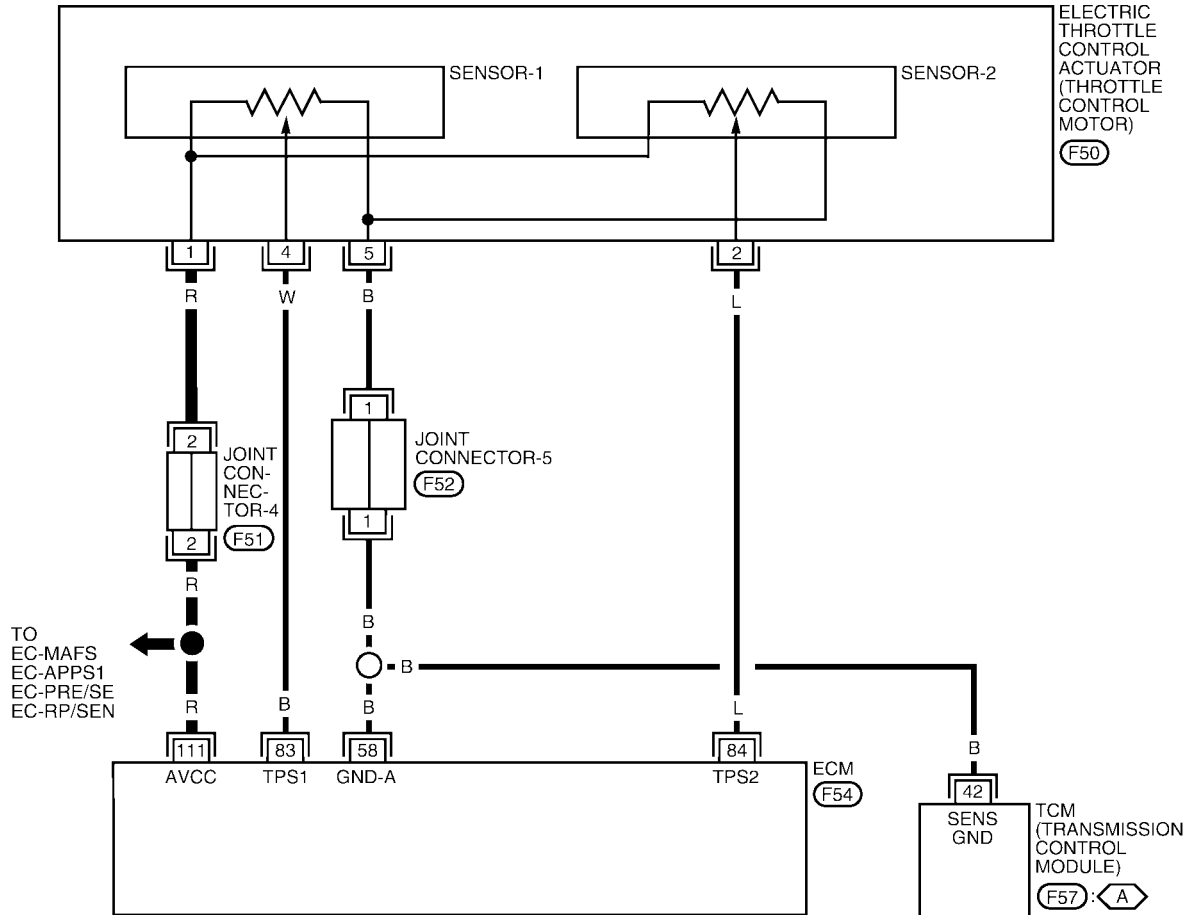 ELECTRIC
THROTTLE
CONTROL
ACTUATOR
(THROTTLE
CONTROL
MOTOR)
F50
SENSOR-1
SENSOR-2
1
4
5
2
R
W
B
L
1
2
JOINT
CON-
NEC-
TOR-4
F51
JOINT
CONNECTOR-5
F52
1
2
R
B
TO
EC-MAFS
EC-APPS1
EC-PRE/SE
EC-RP/SEN
B
R
B
B
L
B
111
83
58
84
AVCC
TPS1
GND-A
TPS2
ECM
F54
42
SENS
GND
TCM
(TRANSMISSION
CONTROL
MODULE)
F57 : A